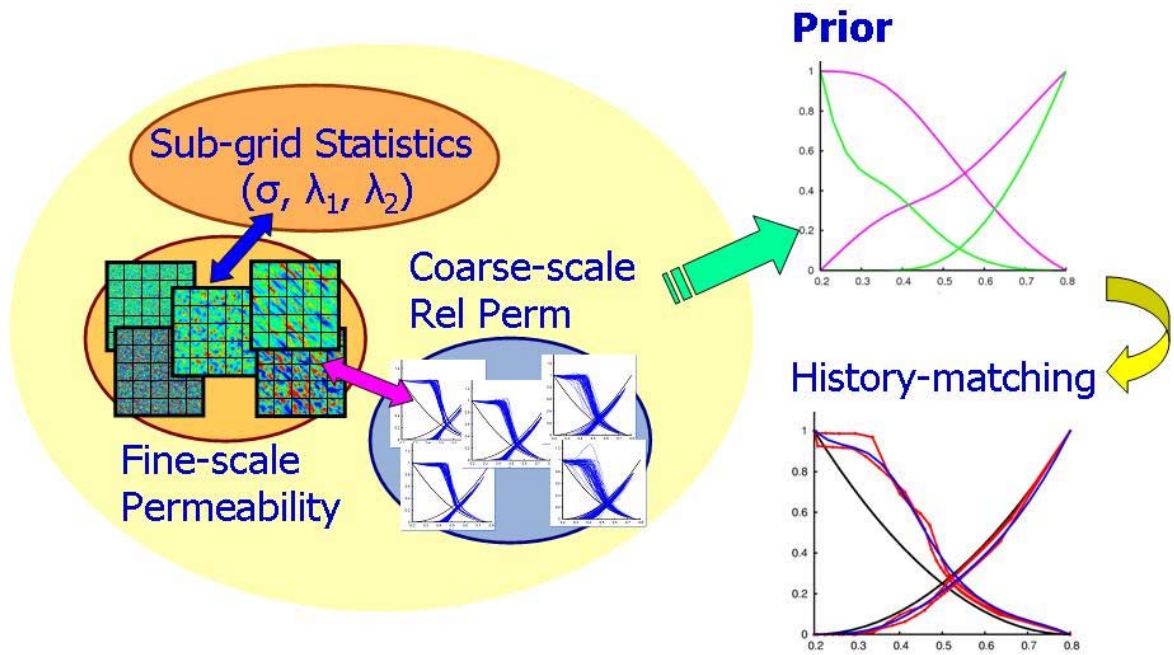 Prior
1
0.8
0.6
0.4
0.2
0
0.2 0.3 0.4 0.5 0.6 0.7 0.8
Sub-grid Statistics
(σ, λ₁, λ₂)
Coarse-scale
Rel Perm
Fine-scale
Permeability
History-matching
1
0.8
0.6
0.4
0.2
0
0.2 0.3 0.4 0.5 0.6 0.7 0.8